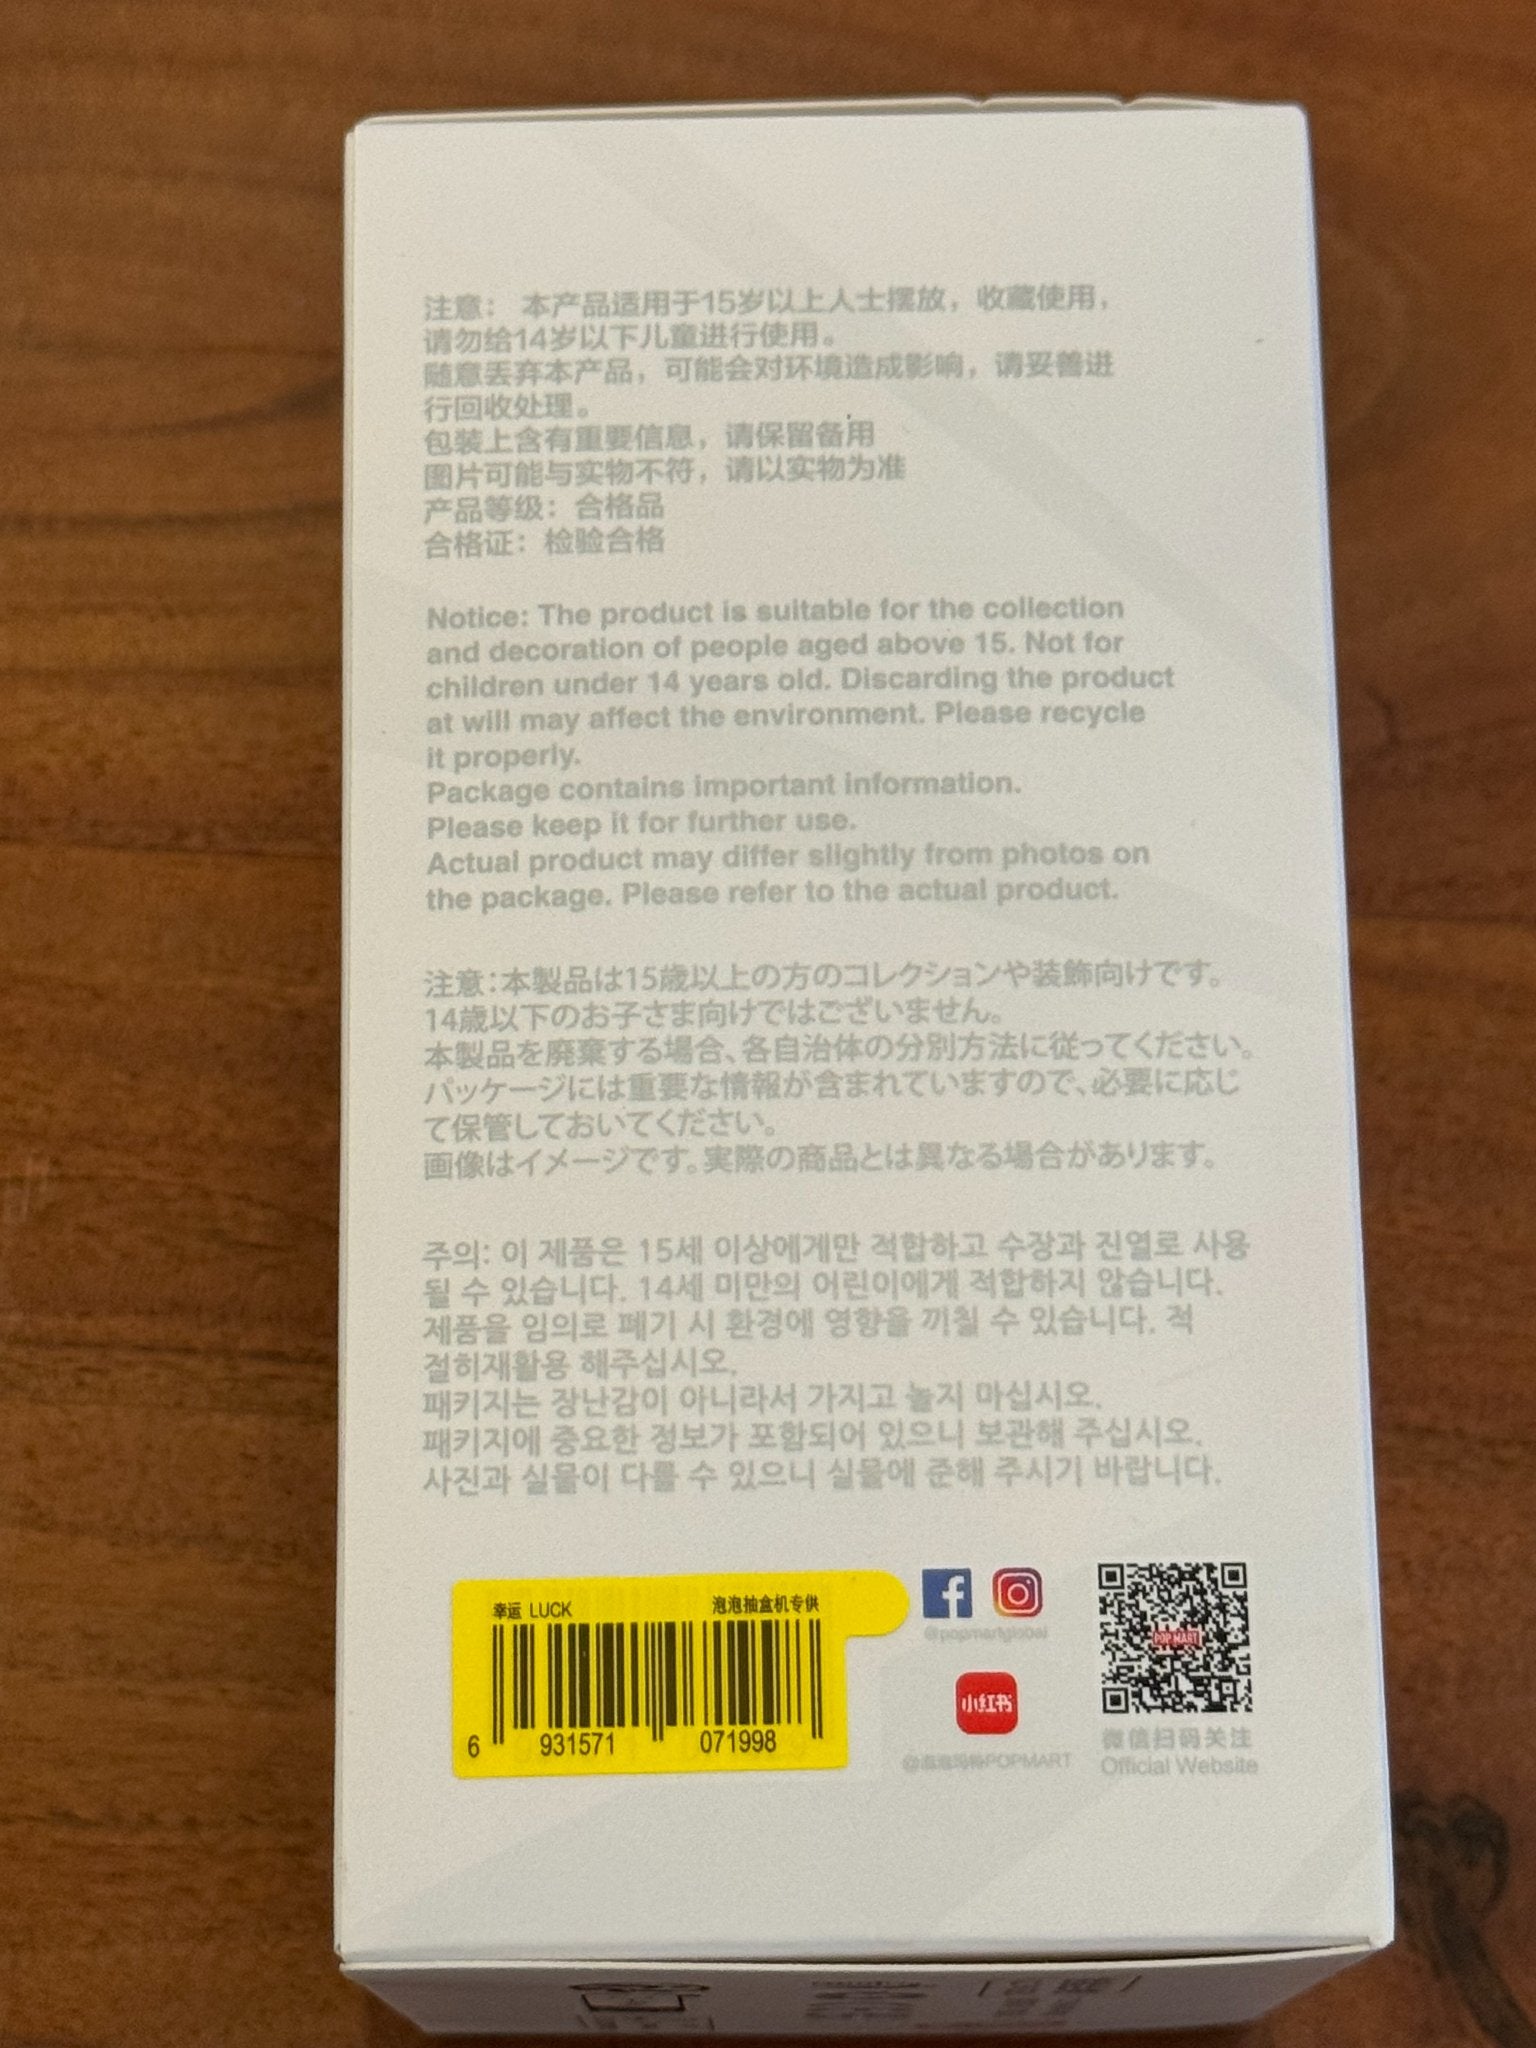 注意： 本产品适用于15岁以上人士摆放，收藏使用，
请勿给14岁以下儿童进行使用。
随意丢弃本产品，可能会对环境造成影响，请妥善进
行回收处理。
包装上含有重要信息，请保留备用
图片可能与实物不符，请以实物为准
产品等级：合格品
合格证：检验合格
Notice: The product is suitable for the collection
and decoration of people aged above 15. Not for
children under 14 years old. Discarding the product
at will may affect the environment. Please recycle
it properly.
Package contains important information.
Please keep it for further use.
Actual product may differ slightly from photos on
the package. Please refer to the actual product.
注意：本製品は15歳以上の方のコレクションや装飾向けです。
14歳以下のお子さま向けではございません。
本製品を廃棄する場合、各自治体の分別方法に従ってください。
パッケージには重要な情報が含まれていますので、必要に応じ
て保管しておいてください。
画像はイメージです。実際の商品とは異なる場合があります。
주의: 이 제품은 15세 이상에게만 적합하고 수장과 진열로 사용
될 수 있습니다. 14세 미만의 어린이에게 적합하지 않습니다.
제품을 임의로 폐기 시 환경에 영향을 끼칠 수 있습니다. 적
절히재활용 해주십시오.
패키지는 장난감이 아니라서 가지고 놀지 마십시오.
패키지에 중요한 정보가 포함되어 있으니 보관해 주십시오.
사진과 실물이 다를 수 있으니 실물에 준해 주시기 바랍니다.
幸运 LUCK 泡泡抽盒机专供
6 931571 071998
@popmartglobal
POP MART
小红书
@泡泡玛特POPMART
微信扫码关注
Official Website